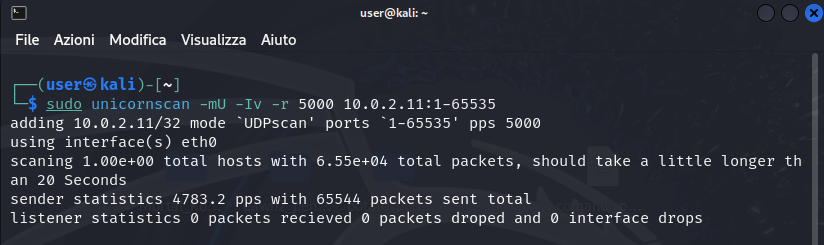 user@kali: ~
File Azioni Modifica Visualizza Aiuto
┌──(user㉿kali)-[~]
└─$ sudo unicornscan -mU -Iv -r 5000 10.0.2.11:1-65535
adding 10.0.2.11/32 mode `UDPscan' ports `1-65535' pps 5000
using interface(s) eth0
scaning 1.00e+00 total hosts with 6.55e+04 total packets, should take a little longer th
an 20 Seconds
sender statistics 4783.2 pps with 65544 packets sent total
listener statistics 0 packets recieved 0 packets droped and 0 interface drops